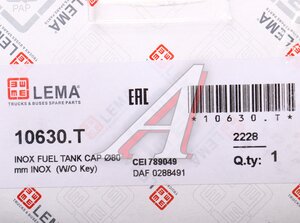 LEMA
TRUCKS & BUSES SPARE PARTS
EAC
*10630.T*
10630.T
2228
INOX FUEL TANK CAP Ø80
mm INOX (W/O Key)
CEI 789049
DAF 0288491
Q.ty: 1